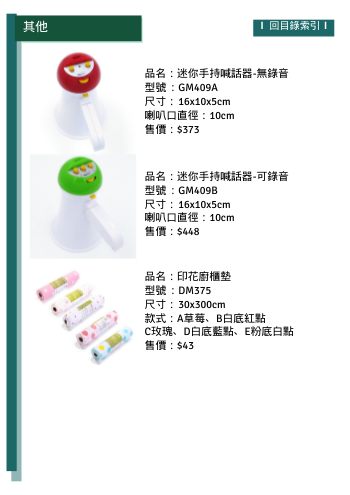 其他
回目錄索引
品名：迷你手持喊話器-無錄音
型號：GM409A
尺寸：16x10x5cm
喇叭口直徑：10cm
售價：$373
品名：迷你手持喊話器-可錄音
型號：GM409B
尺寸：16x10x5cm
喇叭口直徑：10cm
售價：$448
品名：印花廚櫃墊
型號：DM375
尺寸：30x300cm
款式：A草莓、B白底紅點
C玫瑰、D白底藍點、E粉底白點
售價：$43